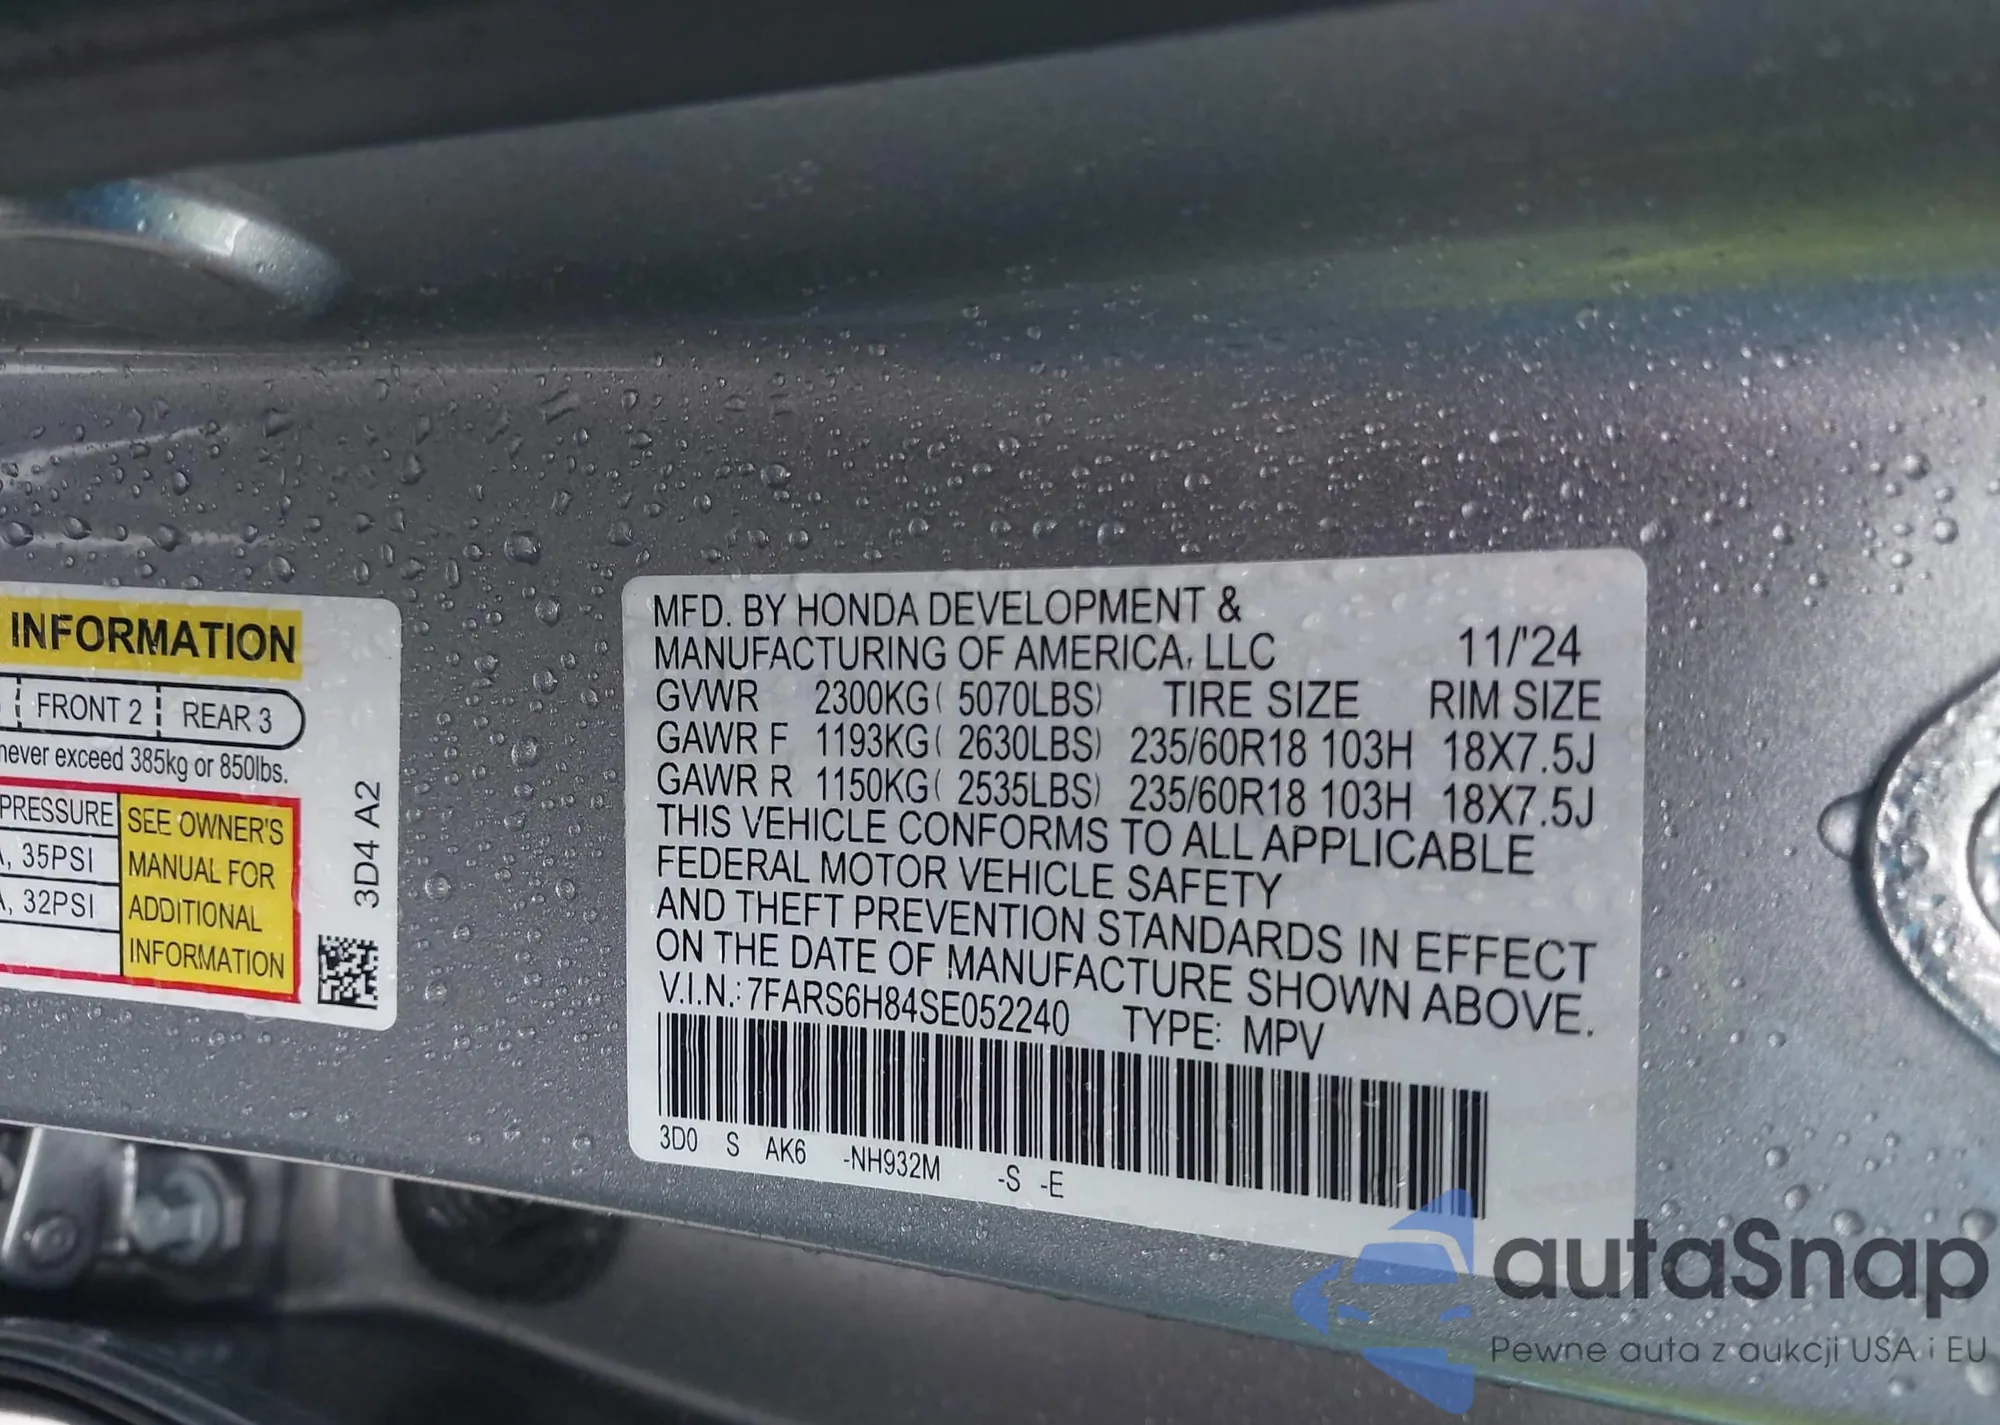 INFORMATION
FRONT 2 REAR 3
never exceed 385kg or 850lbs.
PRESSURE
, 35PSI
, 32PSI
SEE OWNER'S
MANUAL FOR
ADDITIONAL
INFORMATION
3D4 A2
MFD. BY HONDA DEVELOPMENT &
MANUFACTURING OF AMERICA, LLC 11/'24
GVWR 2300KG( 5070LBS) TIRE SIZE RIM SIZE
GAWR F 1193KG( 2630LBS) 235/60R18 103H 18X7.5J
GAWR R 1150KG( 2535LBS) 235/60R18 103H 18X7.5J
THIS VEHICLE CONFORMS TO ALL APPLICABLE
FEDERAL MOTOR VEHICLE SAFETY
AND THEFT PREVENTION STANDARDS IN EFFECT
ON THE DATE OF MANUFACTURE SHOWN ABOVE.
V.I.N.: 7FARS6H84SE052240 TYPE: MPV
3D0 S AK6 -NH932M -S -E
autaSnap
Pewne auta z aukcji USA i EU